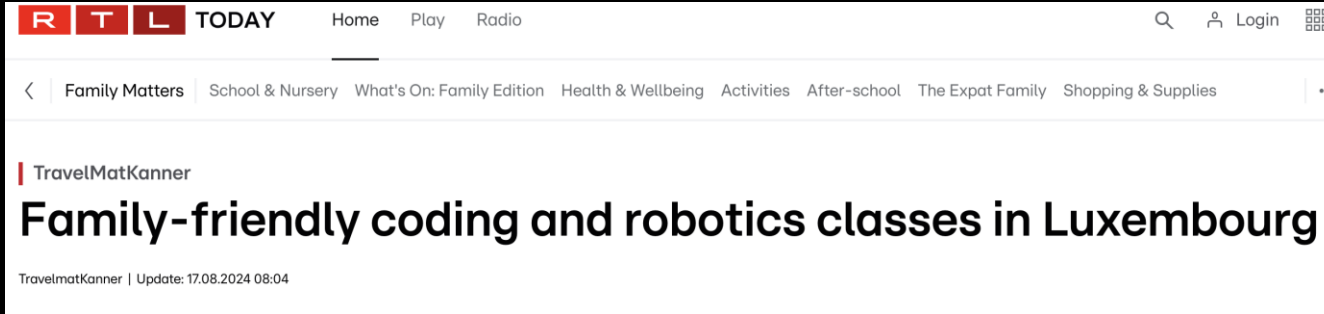 RTL TODAY Home Play Radio Login
Family Matters School & Nursery What's On: Family Edition Health & Wellbeing Activities After-school The Expat Family Shopping & Supplies
TravelMatKanner
Family-friendly coding and robotics classes in Luxembourg
TravelmatKanner | Update: 17.08.2024 08:04